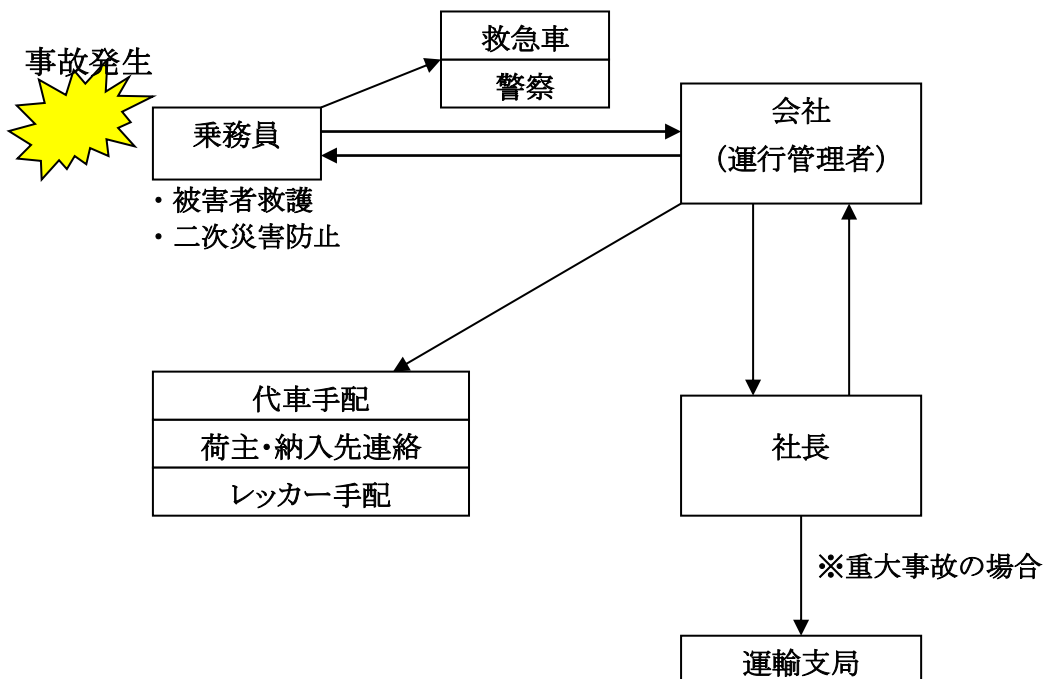 救急車
事故発生
警察
乗務員
会社
（運行管理者）
・被害者救護
・二次災害防止
代車手配
荷主・納入先連絡
レッカー手配
社長
※重大事故の場合
運輸支局